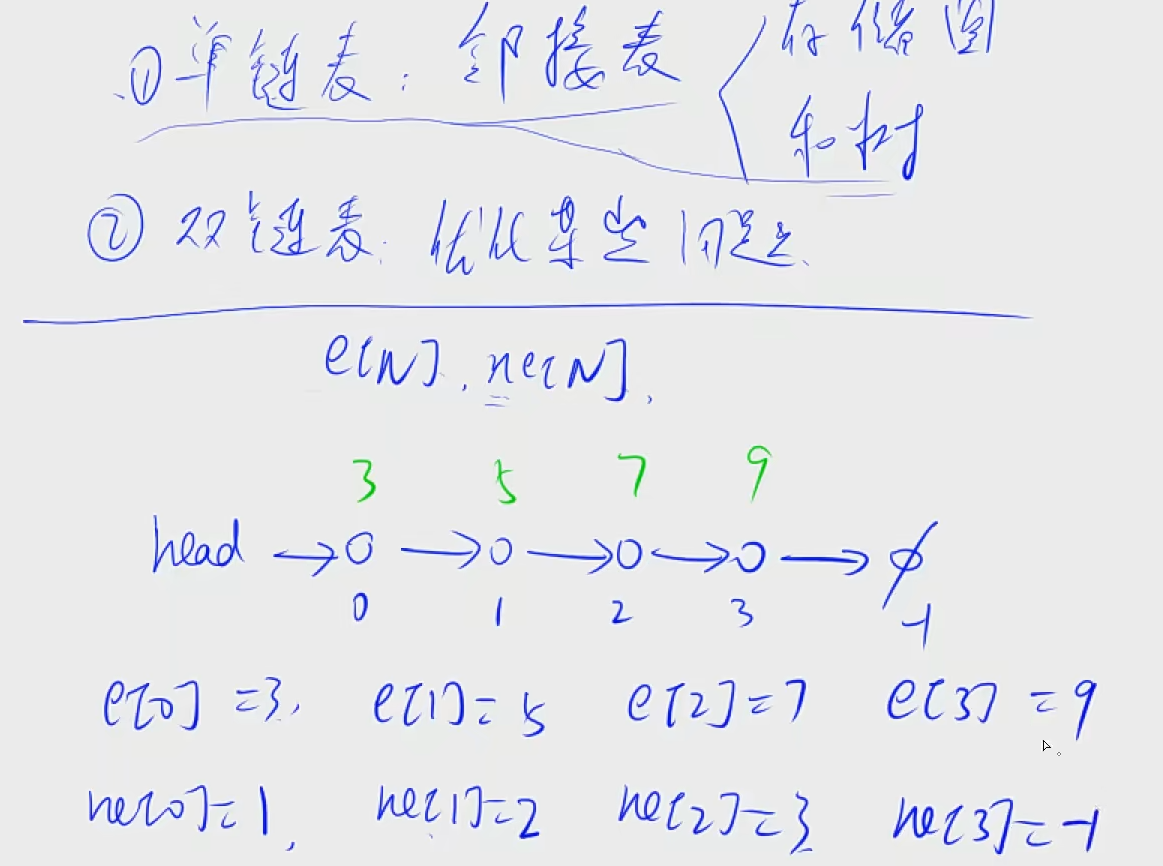 ①单链表：邻接表 存储图
和树
②双链表：优化某些问题.
e[N], ne[N],
3 5 7 9
head → O → O → O → O → ∅
0 1 2 3 -1
e[0] = 3, e[1] = 5 e[2] = 7 e[3] = 9
ne[0] = 1, ne[1] = 2 ne[2] = 3 ne[3] = -1